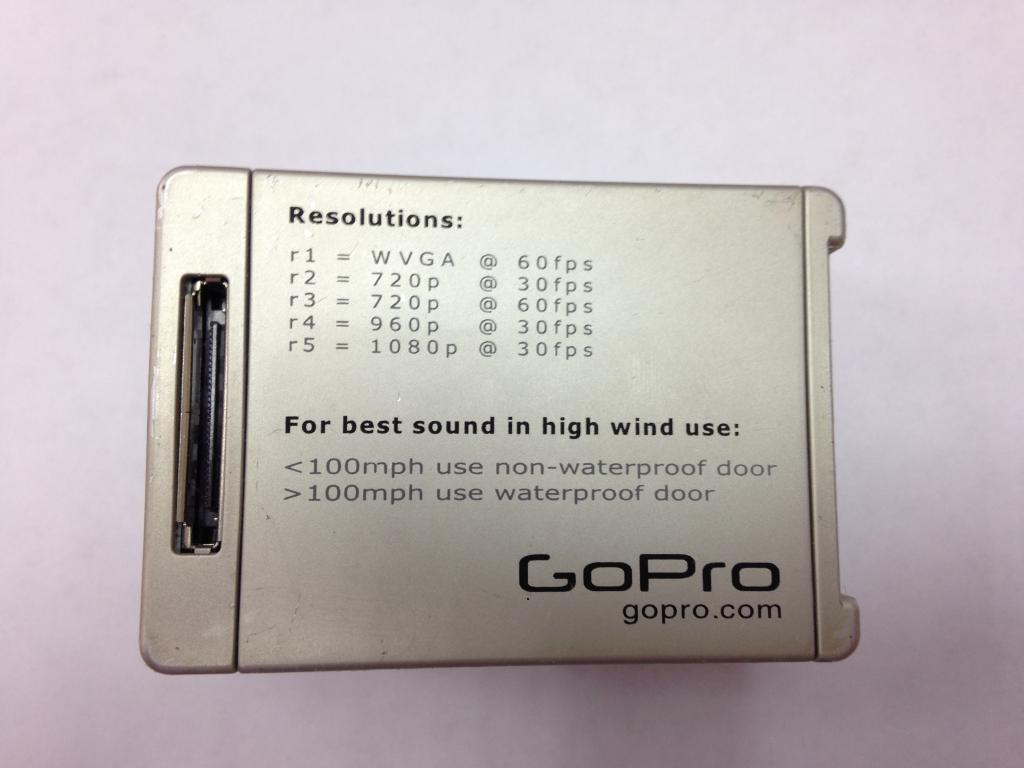 Resolutions:
r1 = WVGA @ 60fps
r2 = 720p @ 30fps
r3 = 720p @ 60fps
r4 = 960p @ 30fps
r5 = 1080p @ 30fps
For best sound in high wind use:
<100mph use non-waterproof door
>100mph use waterproof door
GoPro
gopro.com